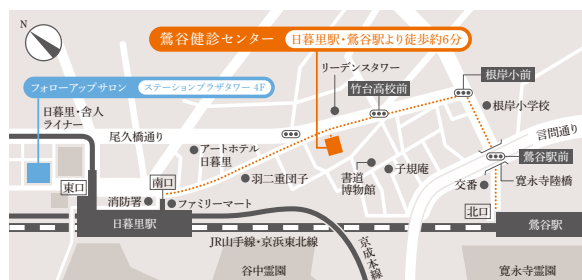 N
鶯谷健診センター 日暮里駅・鶯谷駅より徒歩約6分
フォローアップサロン ステーションプラザタワー 4F
リーデンスタワー
竹台高校前
根岸小前
根岸小学校
日暮里・舎人
ライナー
尾久橋通り
言問通り
アートホテル
日暮里
羽二重団子
書道
博物館
子規庵
鶯谷駅前
寛永寺陸橋
交番
東口
南口
北口
消防署
ファミリーマート
日暮里駅
鶯谷駅
JR山手線・京浜東北線
京成本線
谷中霊園
寛永寺霊園